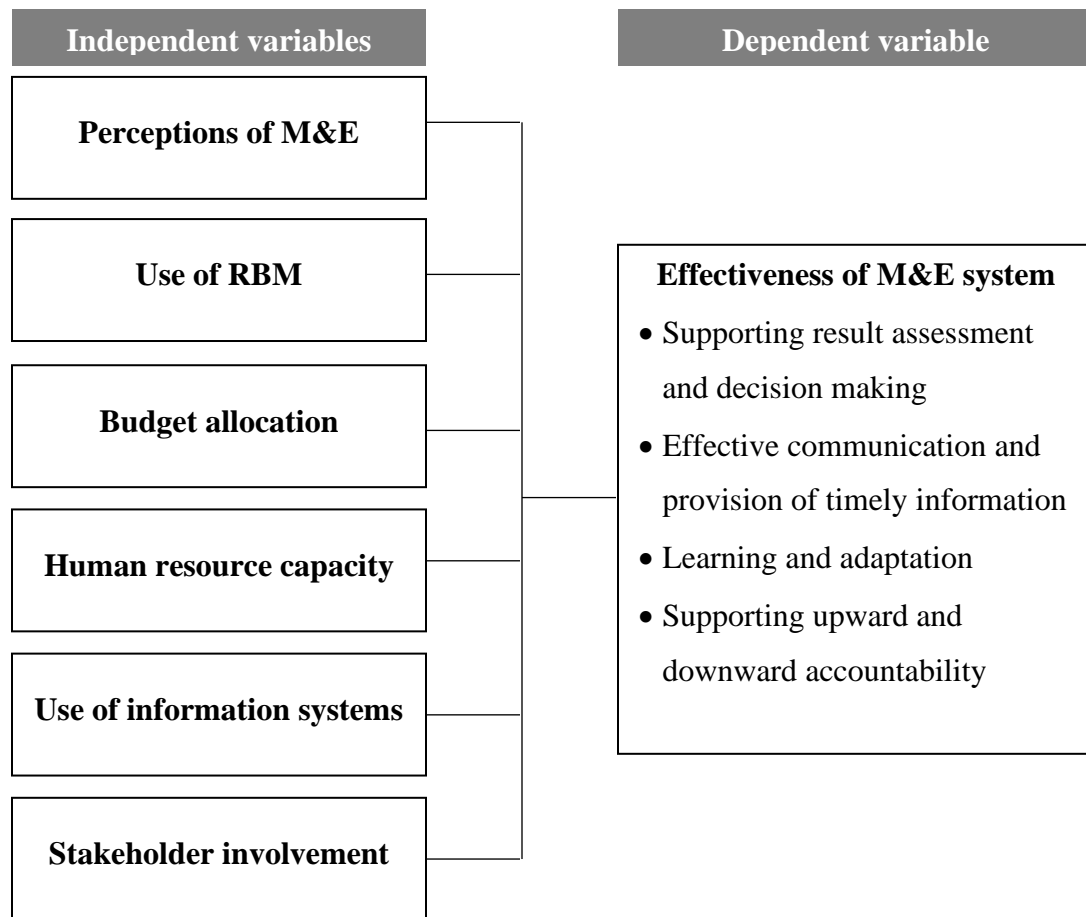 Independent variables
Perceptions of M&E
Use of RBM
Budget allocation
Human resource capacity
Use of information systems
Stakeholder involvement
Dependent variable
Effectiveness of M&E system
• Supporting result assessment
and decision making
• Effective communication and
provision of timely information
• Learning and adaptation
• Supporting upward and
downward accountability